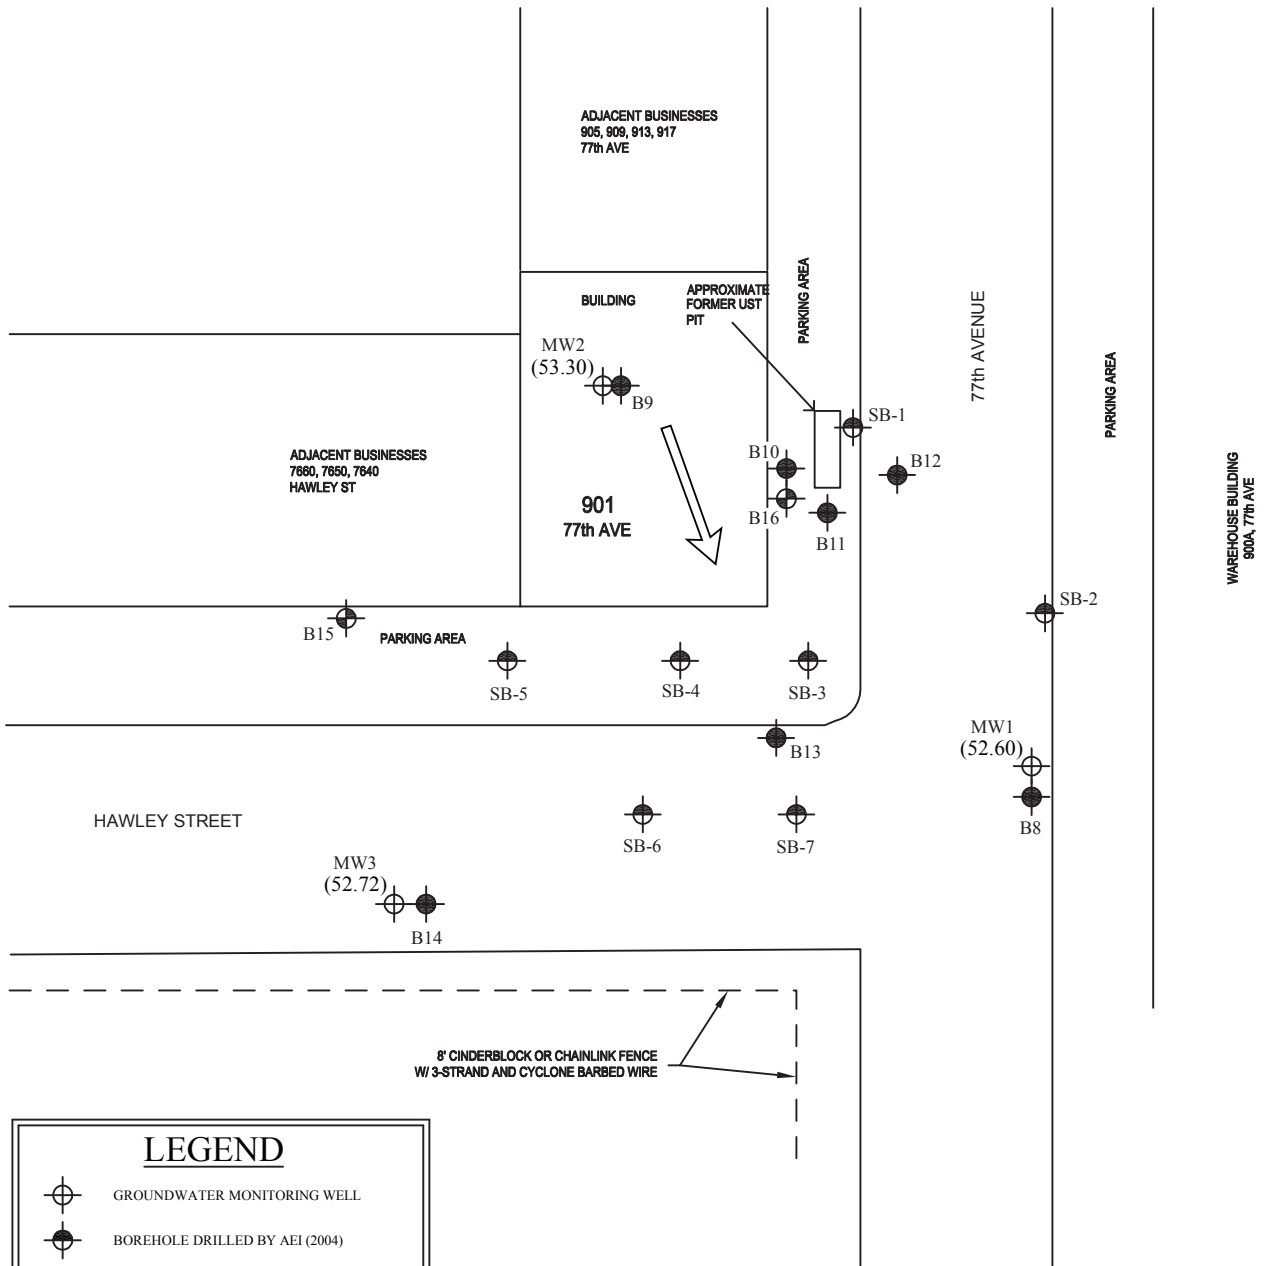 ADJACENT BUSINESSES
905, 909, 913, 917
77th AVE
BUILDING
APPROXIMATE
FORMER UST
PIT
PARKING AREA
77th AVENUE
PARKING AREA
WAREHOUSE BUILDING
900A, 77th AVE
MW2
(53.30)
B9
SB-1
ADJACENT BUSINESSES
7660, 7650, 7640
HAWLEY ST
B10
B12
901
77th AVE
B16
B11
SB-2
B15
PARKING AREA
SB-5
SB-4
SB-3
MW1
(52.60)
B13
HAWLEY STREET
B8
SB-6
SB-7
MW3
(52.72)
B14
8' CINDERBLOCK OR CHAINLINK FENCE
W/ 3-STRAND AND CYCLONE BARBED WIRE
LEGEND
GROUNDWATER MONITORING WELL
BOREHOLE DRILLED BY AEI (2004)